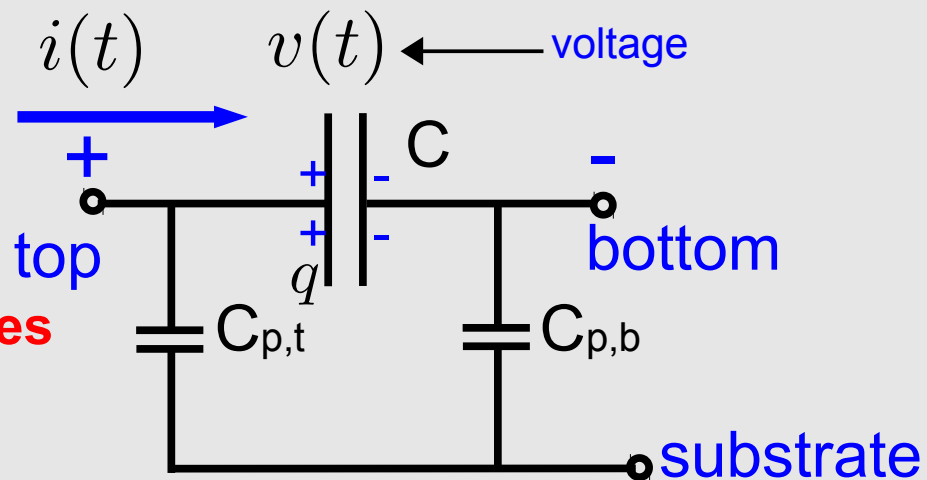 i(t) v(t) voltage
+ C -
+ -
top + - bottom
q
es Cp,t Cp,b
substrate